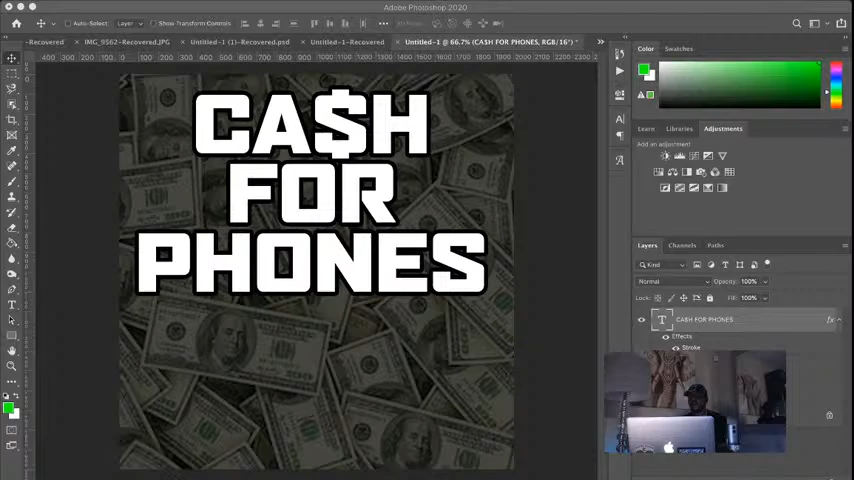 Adobe Photoshop 2020
Auto-Select: Layer Show Transform Controls
-Recovered × IMG_9562-Recovered.JPG × Untitled-1 (1)-Recovered.psd × Untitled-1-Recovered × Untitled-1 @ 66.7% (CA$H FOR PHONES, RGB/16*) *
CA$H
FOR
PHONES
Color Swatches
Learn Libraries Adjustments
Add an adjustment
Layers Channels Paths
Kind
Normal Opacity: 100%
Lock: Fill: 100%
CA$H FOR PHONES fx
Effects
Stroke